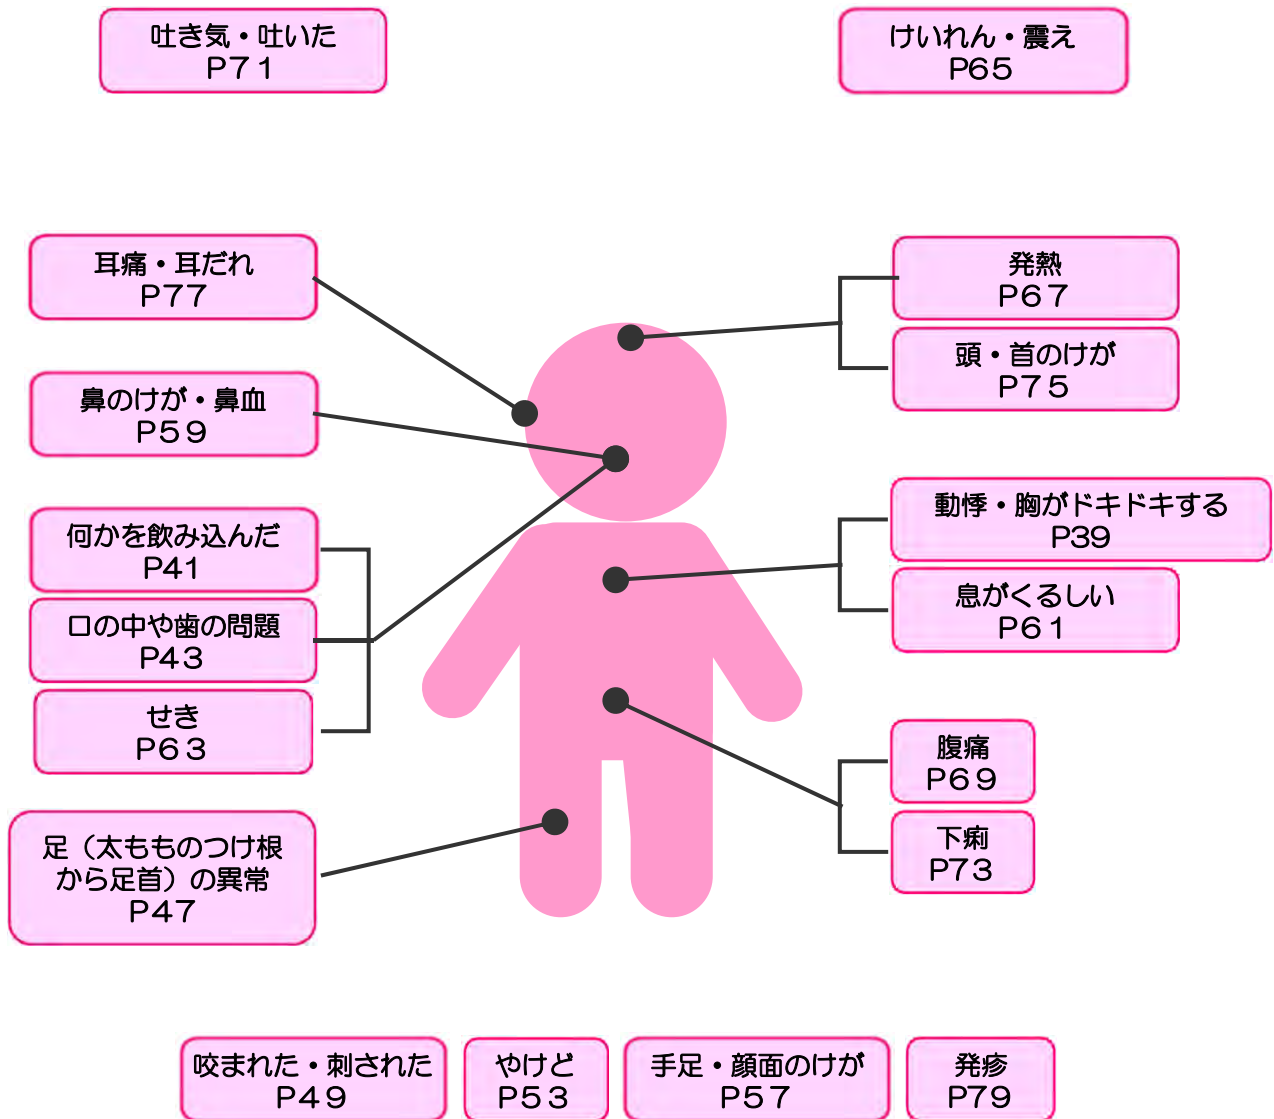 吐き気・吐いた
P71
けいれん・震え
P65
耳痛・耳だれ
P77
発熱
P67
頭・首のけが
P75
鼻のけが・鼻血
P59
何かを飲み込んだ
P41
口の中や歯の問題
P43
せき
P63
動悸・胸がドキドキする
P39
息がくるしい
P61
腹痛
P69
下痢
P73
足（太もものつけ根
から足首）の異常
P47
咬まれた・刺された
P49
やけど
P53
手足・顔面のけが
P57
発疹
P79